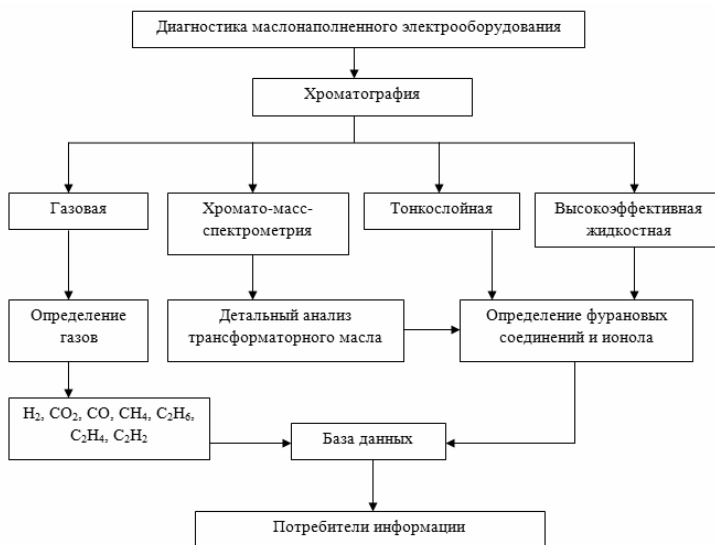 Диагностика маслонаполненного электрооборудования
Хроматография
Газовая
Хромато-масс-
спектрометрия
Тонкослойная
Высокоэффективная
жидкостная
Определение
газов
Детальный анализ
трансформаторного масла
Определение фурановых
соединений и ионола
H₂, CO₂, CO, CH₄, C₂H₆,
C₂H₄, C₂H₂
База данных
Потребители информации